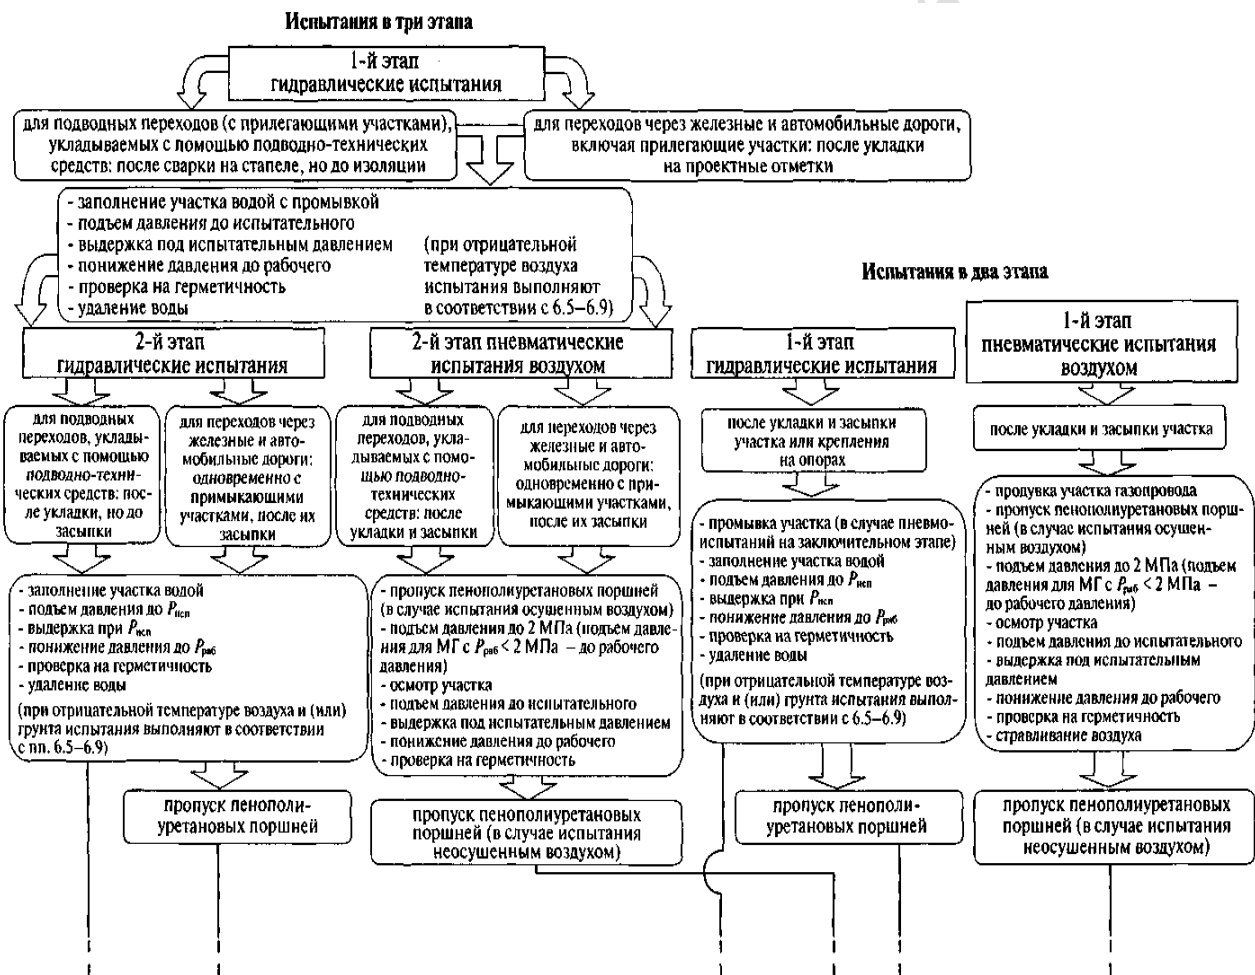 Испытания в три этапа
1-й этап
гидравлические испытания
для подводных переходов (с прилегающими участками),
укладываемых с помощью подводно-технических
средств: после сварки на стапеле, но до изоляции
для переходов через железные и автомобильные дороги,
включая прилегающие участки: после укладки
на проектные отметки
- заполнение участка водой с промывкой
- подъем давления до испытательного
- выдержка под испытательным давлением
- понижение давления до рабочего
- проверка на герметичность
- удаление воды
(при отрицательной
температуре воздуха
испытания выполняют
в соответствии с 6.5–6.9)
2-й этап
гидравлические испытания
для подводных
переходов, уклады-
ваемых с помощью
подводно-техни-
ческих средств: пос-
ле укладки, но до
засыпки
для переходов через
железные и авто-
мобильные дороги:
одновременно с
примыкающими
участками, после их
засыпки
- заполнение участка водой
- подъем давления до Рисп
- выдержка при Рисп
- понижение давления до Рраб
- проверка на герметичность
- удаление воды
(при отрицательной температуре воздуха и (или)
грунта испытания выполняют в соответствии
с пп. 6.5–6.9)
пропуск пенополи-
уретановых поршней
2-й этап пневматические
испытания воздухом
для подводных
переходов, укла-
дываемых с помо-
щью подводно-
технических
средств: после
укладки и засыпки
для переходов через
железные и авто-
мобильные дороги:
одновременно с при-
мыкающими участками,
после их засыпки
- пропуск пенополиуретановых поршней
(в случае испытания осушенным воздухом)
- подъем давления до 2 МПа (подъем давле-
ния для МГ с Рраб < 2 МПа – до рабочего
давления)
- осмотр участка
- подъем давления до испытательного
- выдержка под испытательным давлением
- понижение давления до рабочего
- проверка на герметичность
пропуск пенополиуретановых
поршней (в случае испытания
неосушенным воздухом)
Испытания в два этапа
1-й этап
гидравлические испытания
после укладки и засыпки
участка или крепления
на опорах
- промывка участка (в случае пневмо-
испытаний на заключительном этапе)
- заполнение участка водой
- подъем давления до Рисп
- выдержка при Рисп
- понижение давления до Рраб
- проверка на герметичность
- удаление воды
(при отрицательной температуре воз-
духа и (или) грунта испытания выпол-
няют в соответствии с 6.5–6.9)
пропуск пенополи-
уретановых поршней
1-й этап
пневматические испытания
воздухом
после укладки и засыпки участка
- продувка участка газопровода
- пропуск пенополиуретановых порш-
ней (в случае испытания осушен-
ным воздухом)
- подъем давления до 2 МПа (подъем
давления для МГ с Рраб < 2 МПа –
до рабочего давления)
- осмотр участка
- подъем давления до испытательного
- выдержка под испытательным
давлением
- понижение давления до рабочего
- проверка на герметичность
- стравливание воздуха
пропуск пенополиуретановых
поршней (в случае испытания
неосушенным воздухом)